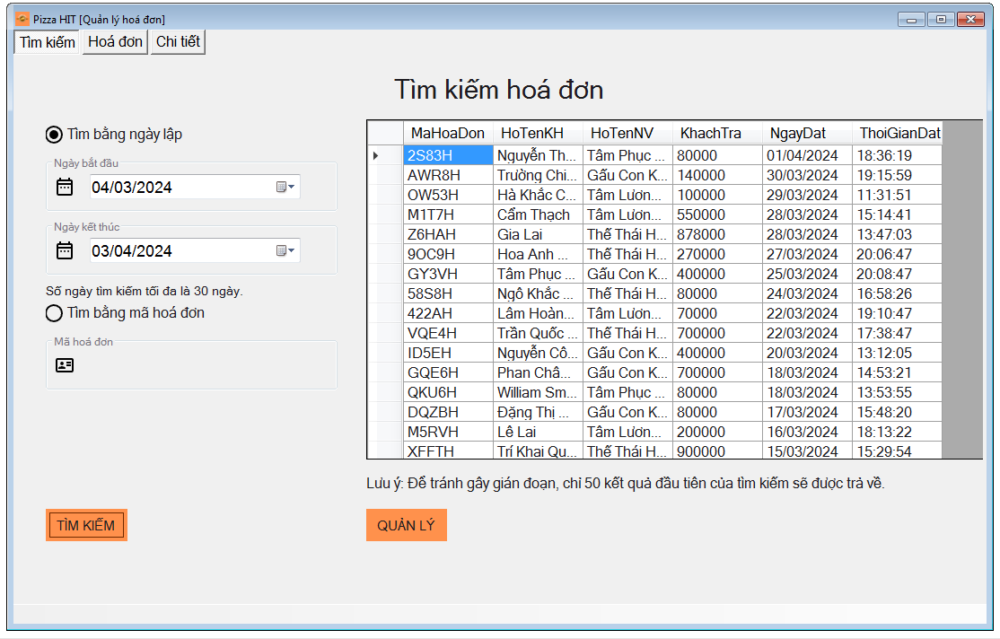 Pizza HIT [Quản lý hoá đơn]
Tìm kiếm Hoá đơn Chi tiết
Tìm kiếm hoá đơn
Tìm bằng ngày lập
Ngày bắt đầu
04/03/2024
Ngày kết thúc
03/04/2024
Số ngày tìm kiếm tối đa là 30 ngày.
Tìm bằng mã hoá đơn
Mã hoá đơn
TÌM KIẾM
MaHoaDon HoTenKH HoTenNV KhachTra NgayDat ThoiGianDat
2S83H Nguyễn Th... Tâm Phục ... 80000 01/04/2024 18:36:19
AWR8H Trường Chi... Gấu Con K... 140000 30/03/2024 19:15:59
OW53H Hà Khắc C... Tâm Lươn... 100000 29/03/2024 11:31:51
M1T7H Cẩm Thạch Tâm Lươn... 550000 28/03/2024 15:14:41
Z6HAH Gia Lai Thế Thái H... 878000 28/03/2024 13:47:03
9OC9H Hoa Anh ... Thế Thái H... 270000 27/03/2024 20:06:47
GY3VH Tâm Phục ... Gấu Con K... 400000 25/03/2024 20:08:47
58S8H Ngô Khắc ... Thế Thái H... 80000 24/03/2024 16:58:26
422AH Lâm Hoàn... Tâm Lươn... 70000 22/03/2024 19:10:47
VQE4H Trần Quốc ... Thế Thái H... 700000 22/03/2024 17:38:47
ID5EH Nguyễn Cô... Gấu Con K... 400000 20/03/2024 13:12:05
GQE6H Phan Châ... Gấu Con K... 700000 18/03/2024 14:53:21
QKU6H William Sm... Tâm Phục ... 80000 18/03/2024 13:53:55
DQZBH Đặng Thị ... Gấu Con K... 80000 17/03/2024 15:48:20
M5RVH Lê Lai Tâm Lươn... 200000 16/03/2024 18:13:22
XFFTH Trí Khai Qu... Thế Thái H... 900000 15/03/2024 15:29:54
Lưu ý: Để tránh gây gián đoạn, chỉ 50 kết quả đầu tiên của tìm kiếm sẽ được trả về.
QUẢN LÝ